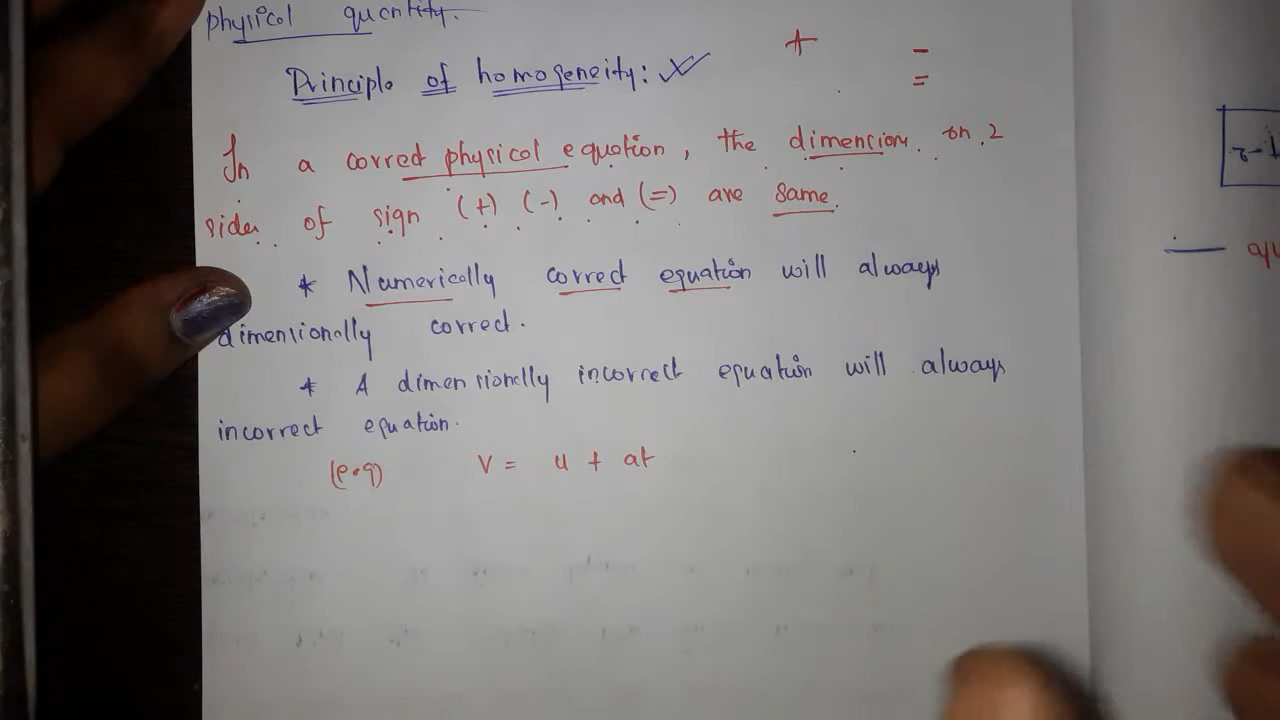 physical quantity.
+ -
=
Principle of homogeneity:
In a correct physical equation, the dimension on 2
sides of sign (+) (-) and (=) are same.
* Numerically correct equation will always
dimensionally correct.
* A dimensionally incorrect equation will always
incorrect equation.
(e.g) v = u + at